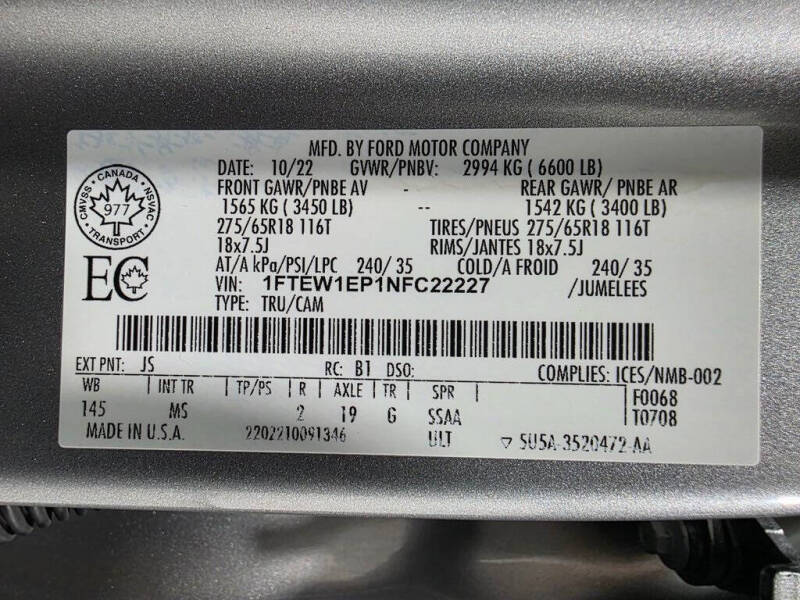 MFD. BY FORD MOTOR COMPANY
DATE: 10/22 GVWR/PNBV: 2994 KG ( 6600 LB)
FRONT GAWR/PNBE AV - REAR GAWR/ PNBE AR
1565 KG ( 3450 LB) -- 1542 KG ( 3400 LB)
275/65R18 116T TIRES/PNEUS 275/65R18 116T
18x7.5J RIMS/JANTES 18x7.5J
AT/A kPa/PSI/LPC 240/ 35 COLD/A FROID 240/ 35
VIN: 1FTEW1EP1NFC22227 /JUMELEES
TYPE: TRU/CAM
CANADA
CMVSS NSVAC
977
TRANSPORT
EC
EXT PNT: JS RC: B1 DSO: COMPLIES: ICES/NMB-002
WB INT TR TP/PS R AXLE TR SPR F0068
145 MS 2 19 G SSAA T0708
MADE IN U.S.A. 2202210091346 ULT ▽ 5U5A-3520472-AA